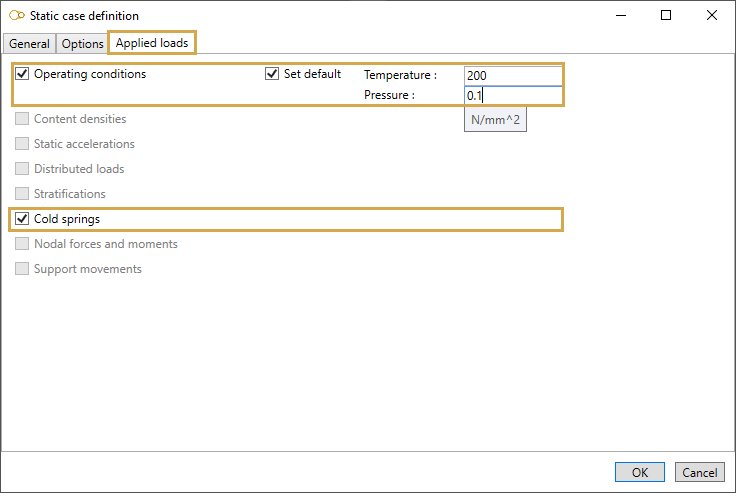 Static case definition
General Options Applied loads
Operating conditions Set default Temperature : 200
Pressure : 0.1
Content densities N/mm^2
Static accelerations
Distributed loads
Stratifications
Cold springs
Nodal forces and moments
Support movements
OK Cancel